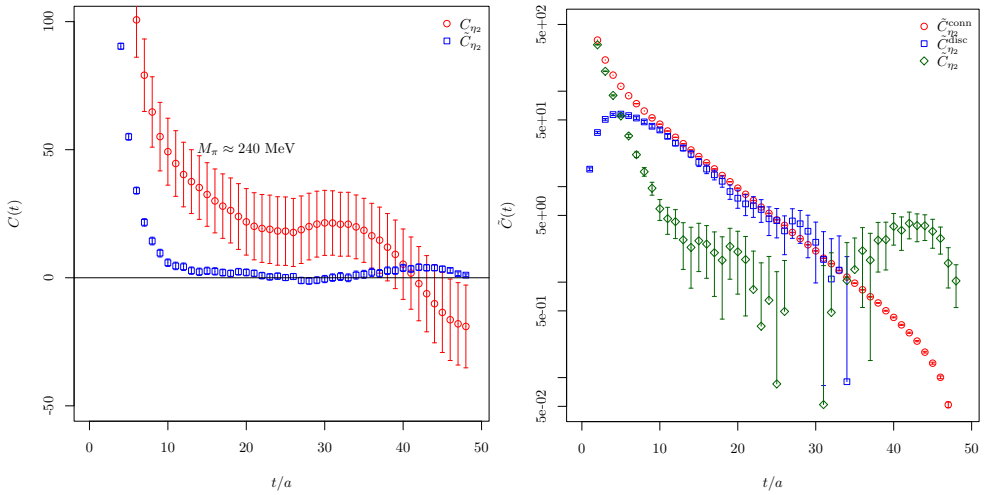 C_{η_2}
C̃_{η_2}
M_π ≈ 240 MeV
C(t)
100
50
0
-50
0 10 20 30 40 50
t/a
C̃^{conn}_{η_2}
C̃^{disc}_{η_2}
C̃_{η_2}
C̃(t)
5e+02
5e+01
5e+00
5e-01
5e-02
0 10 20 30 40 50
t/a